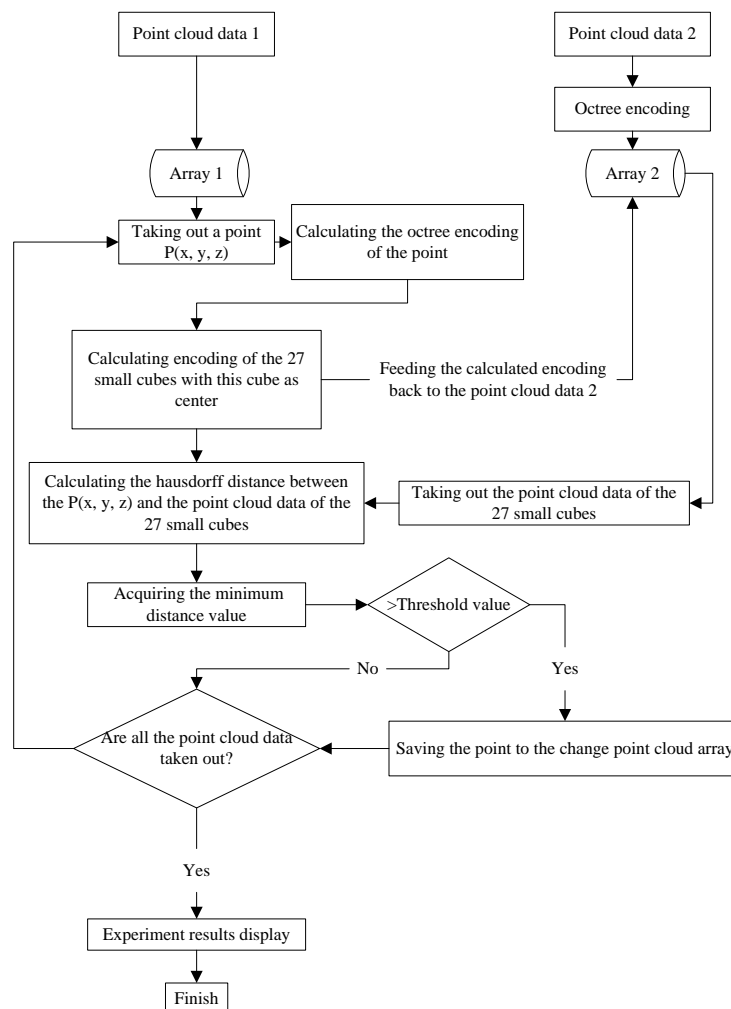 Point cloud data 1
Point cloud data 2
Octree encoding
Array 1
Array 2
Taking out a point
P(x, y, z)
Calculating the octree encoding
of the point
Calculating encoding of the 27
small cubes with this cube as
center
Feeding the calculated encoding
back to the point cloud data 2
Calculating the hausdorff distance between
the P(x, y, z) and the point cloud data of the
27 small cubes
Taking out the point cloud data of the
27 small cubes
Acquiring the minimum
distance value
>Threshold value
No
Yes
Are all the point cloud data
taken out?
Saving the point to the change point cloud array
Yes
Experiment results display
Finish